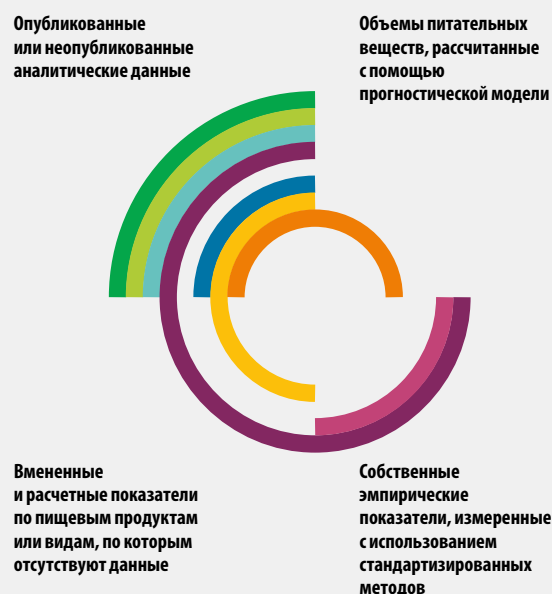 Опубликованные
или неопубликованные
аналитические данные
Объемы питательных
веществ, рассчитанные
с помощью
прогностической модели
Вмененные
и расчетные показатели
по пищевым продуктам
или видам, по которым
отсутствуют данные
Собственные
эмпирические
показатели, измеренные
с использованием
стандартизированных
методов